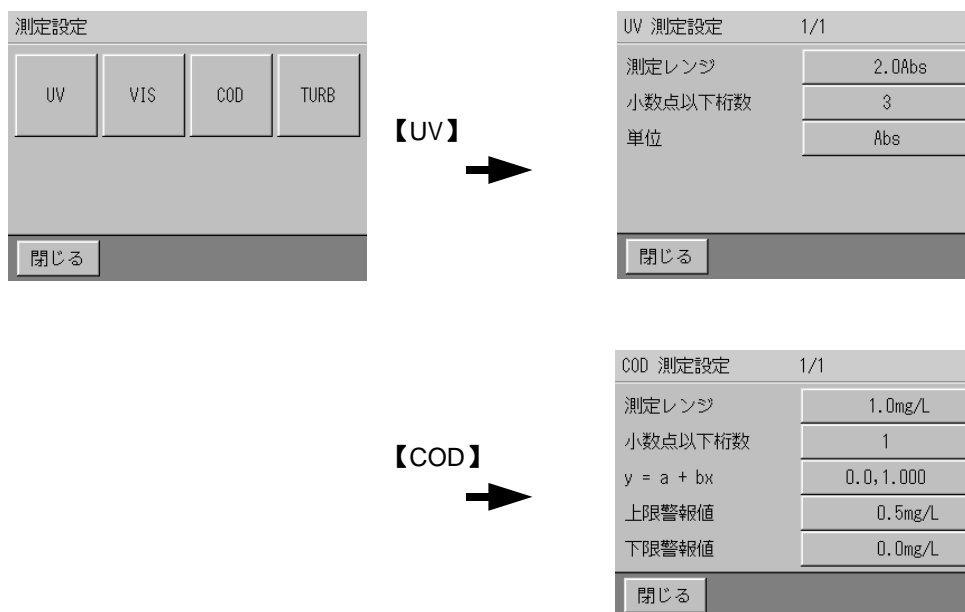 測定設定
UV VIS COD TURB
閉じる
【UV】
UV 測定設定 1/1
測定レンジ 2.0Abs
小数点以下桁数 3
単位 Abs
閉じる
【COD】
COD 測定設定 1/1
測定レンジ 1.0mg/L
小数点以下桁数 1
y = a + bx 0.0,1.000
上限警報値 0.5mg/L
下限警報値 0.0mg/L
閉じる